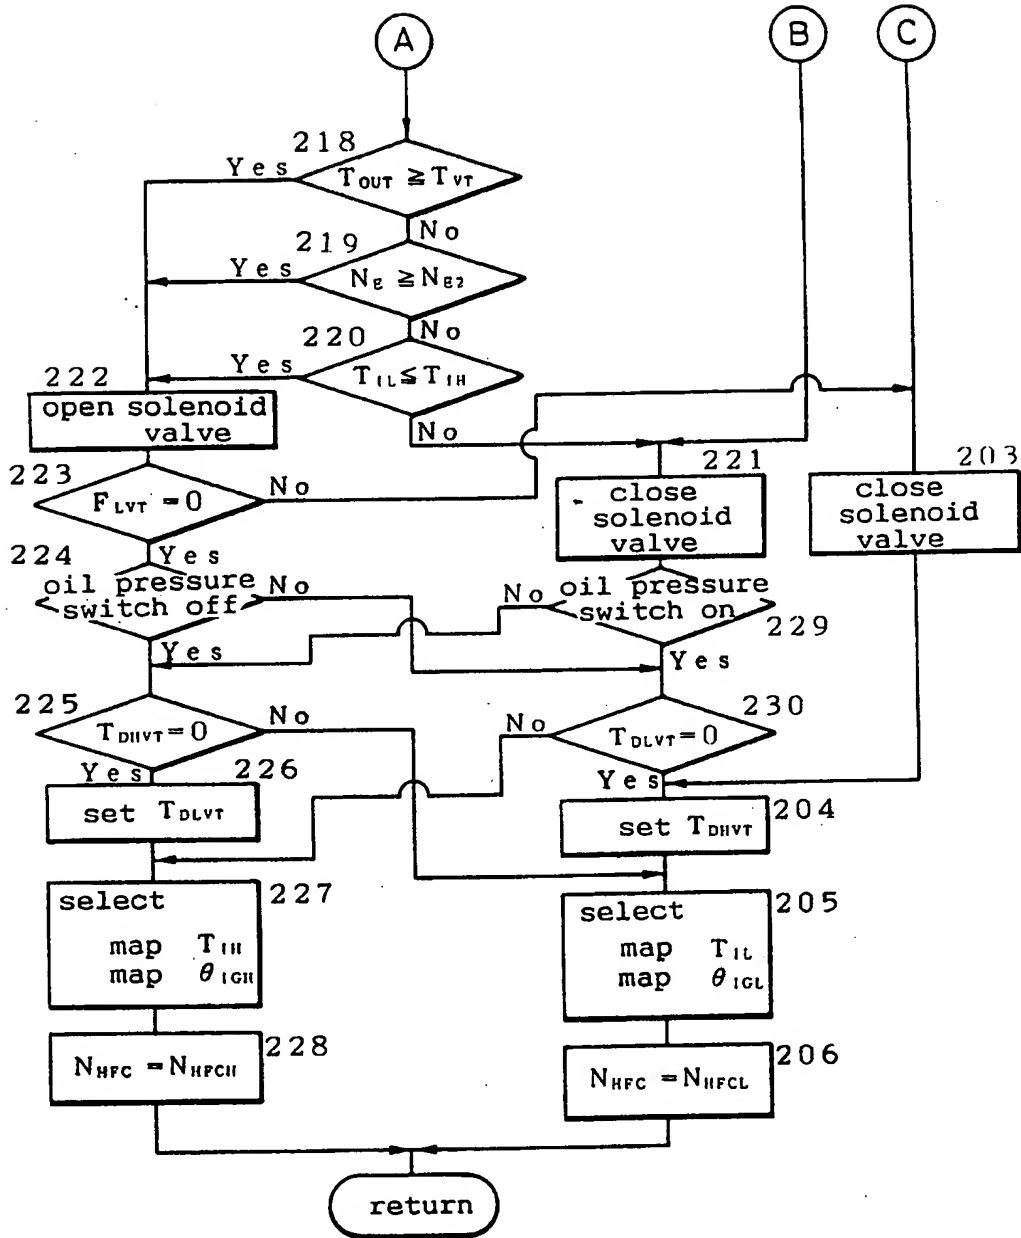 A
B
C
218
Yes
T_OUT ≧ T_VT
No
219
Yes
N_E ≧ N_E2
No
220
Yes
T_IL ≦ T_IH
No
222
open solenoid
valve
221
close
solenoid
valve
203
close
solenoid
valve
223
F_LVT = 0
No
Yes
224
oil pressure
switch off
No
Yes
No
oil pressure
switch on
229
Yes
225
T_DHVT = 0
No
Yes
No
T_DLVT = 0
230
Yes
226
set T_DLVT
set T_DHVT
204
227
select
map T_IH
map θ_IGH
select
205
map T_IL
map θ_IGL
N_HFC = N_HFCH
228
N_HFC = N_HFCL
206
return